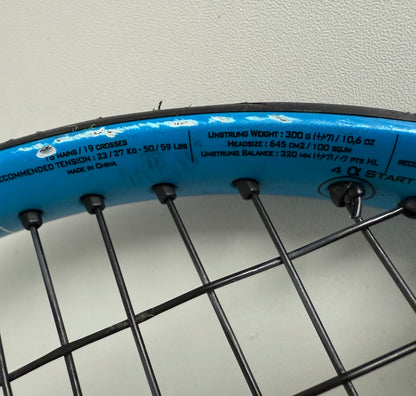 16 MAINS / 19 CROSSES
RECOMMENDED TENSION : 23 / 27 KG - 50 / 59 LBS
MADE IN CHINA
UNSTRUNG WEIGHT : 300 G (+/-7) / 10,6 OZ
HEADSIZE : 645 CM2 / 100 SQ.IN
UNSTRUNG BALANCE : 320 MM (+/-7) / -7 PTS HL
4 α START